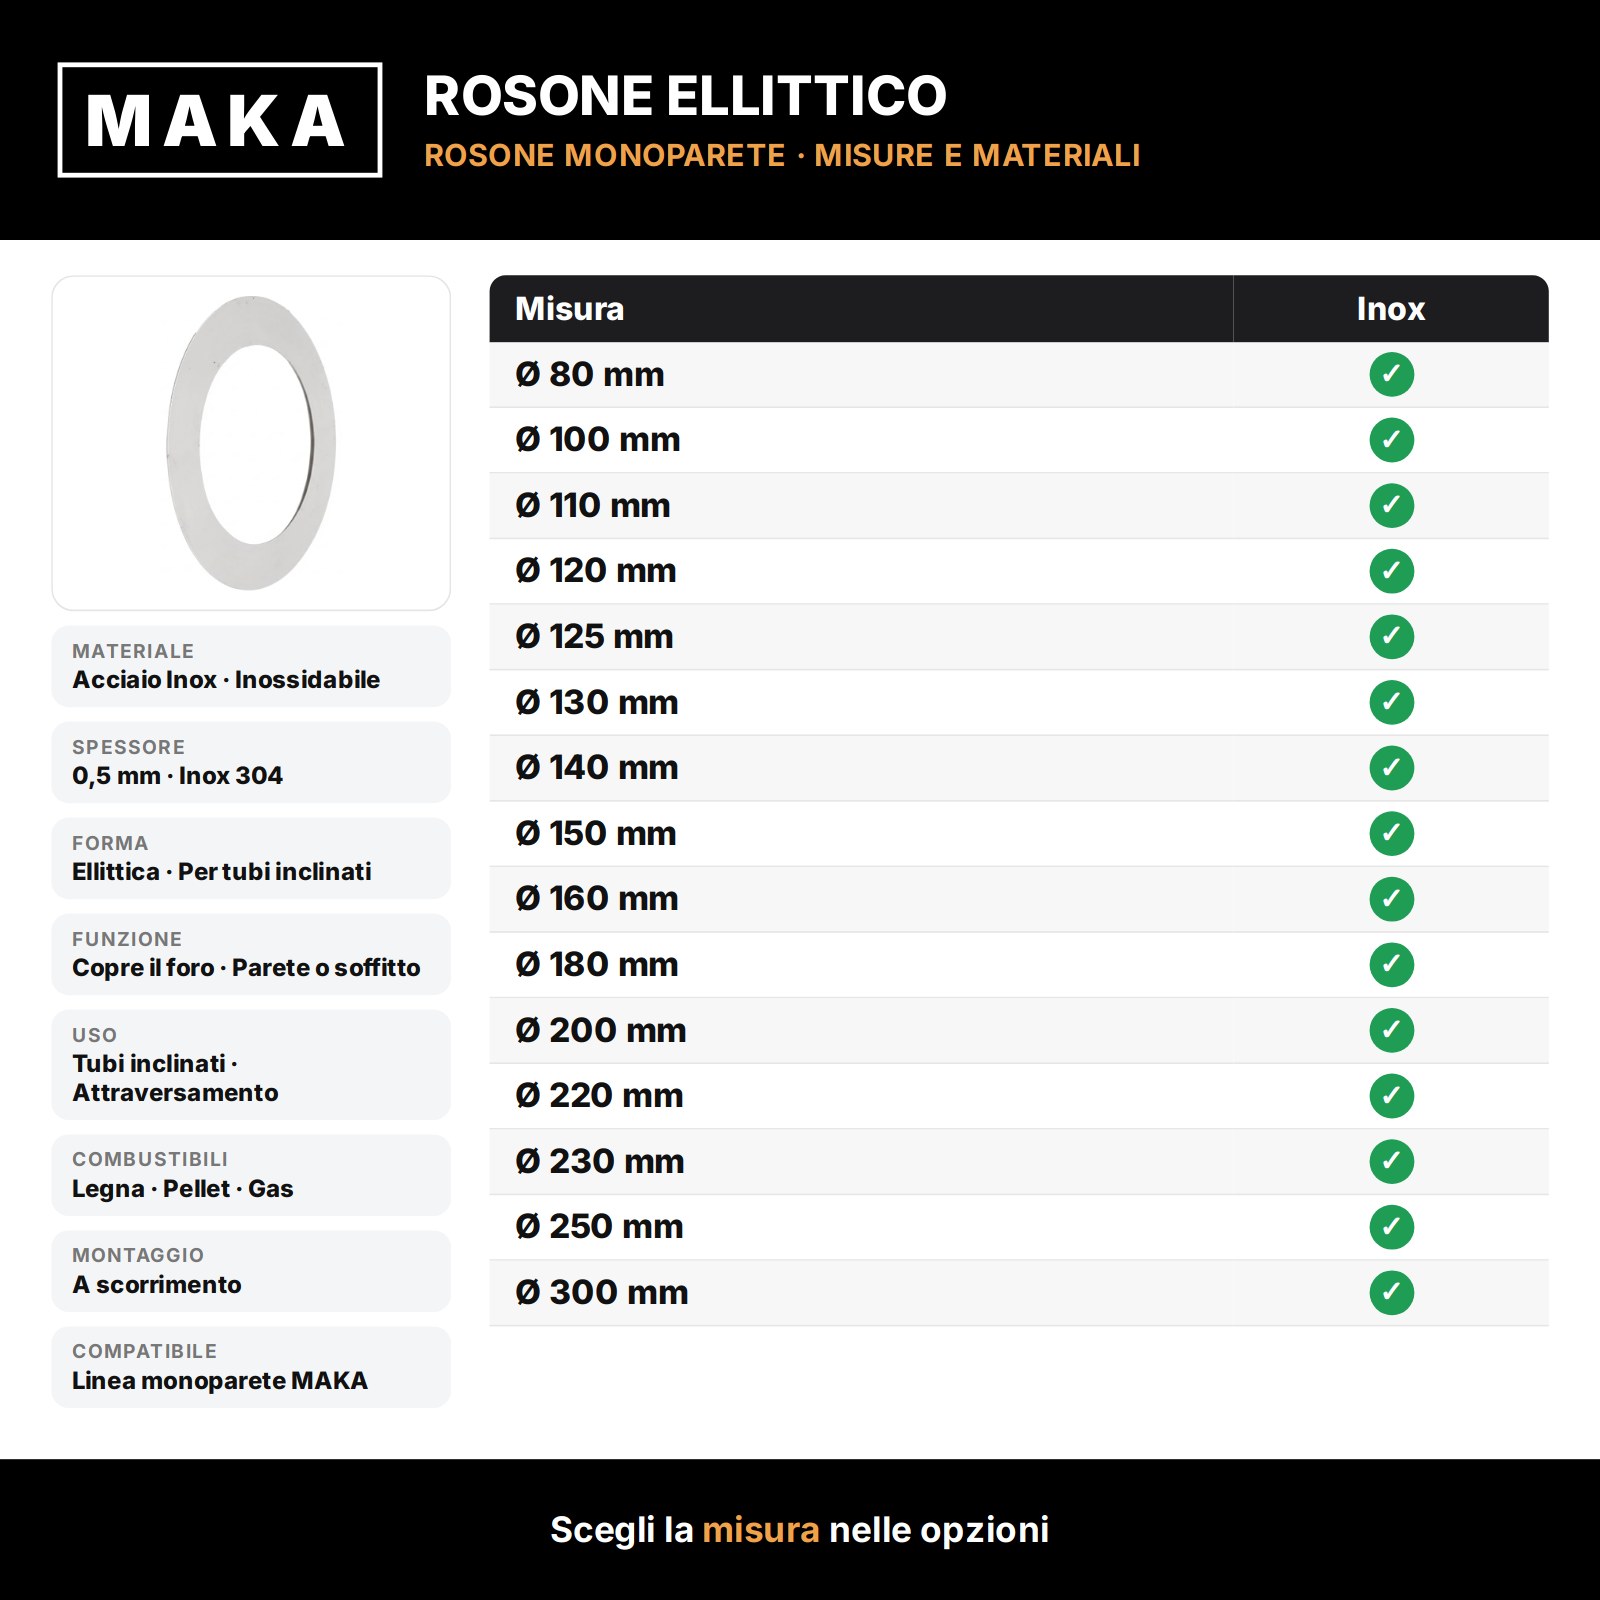 MAKA
ROSONE ELLITTICO
ROSONE MONOPARETE · MISURE E MATERIALI
MATERIALE
Acciaio Inox · Inossidabile
SPESSORE
0,5 mm · Inox 304
FORMA
Ellittica · Per tubi inclinati
FUNZIONE
Copre il foro · Parete o soffitto
USO
Tubi inclinati ·
Attraversamento
COMBUSTIBILI
Legna · Pellet · Gas
MONTAGGIO
A scorrimento
COMPATIBILE
Linea monoparete MAKA
Misura Inox
Ø 80 mm ✓
Ø 100 mm ✓
Ø 110 mm ✓
Ø 120 mm ✓
Ø 125 mm ✓
Ø 130 mm ✓
Ø 140 mm ✓
Ø 150 mm ✓
Ø 160 mm ✓
Ø 180 mm ✓
Ø 200 mm ✓
Ø 220 mm ✓
Ø 230 mm ✓
Ø 250 mm ✓
Ø 300 mm ✓
Scegli la misura nelle opzioni